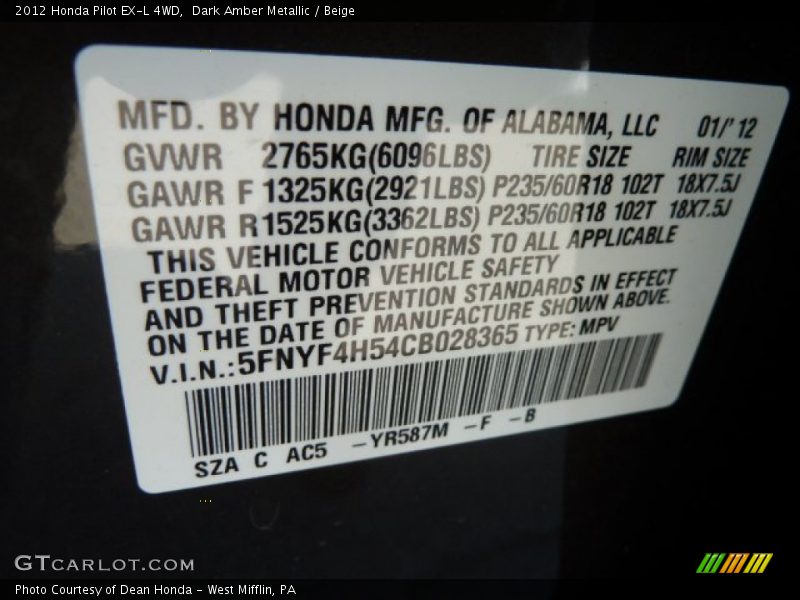 2012 Honda Pilot EX-L 4WD,  Dark Amber Metallic / Beige
MFD. BY HONDA MFG. OF ALABAMA, LLC 01/'12
GVWR 2765KG(6096LBS) TIRE SIZE RIM SIZE
GAWR F 1325KG(2921LBS) P235/60R18 102T 18X7.5J
GAWR R 1525KG(3362LBS) P235/60R18 102T 18X7.5J
THIS VEHICLE CONFORMS TO ALL APPLICABLE
FEDERAL MOTOR VEHICLE SAFETY
AND THEFT PREVENTION STANDARDS IN EFFECT
ON THE DATE OF MANUFACTURE SHOWN ABOVE.
V.I.N.:5FNYF4H54CB028365 TYPE: MPV
SZA C AC5 -YR587M -F -B
GTCARLOT.COM
Photo Courtesy of Dean Honda - West Mifflin, PA